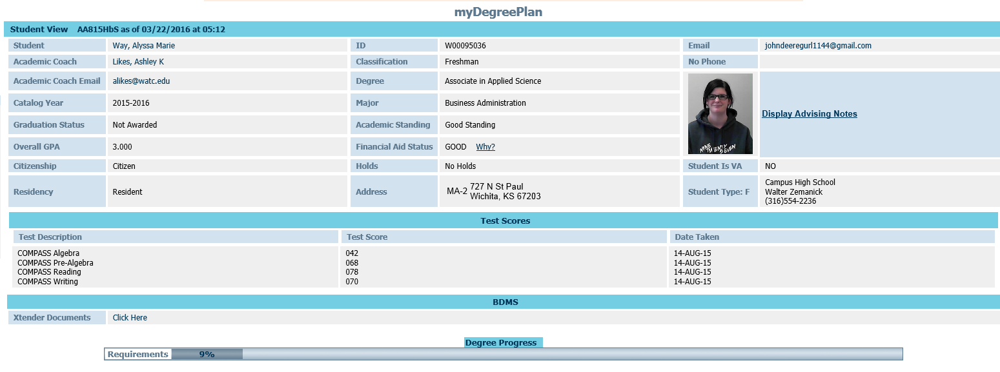 myDegreePlan
Student View AA815HbS as of 03/22/2016 at 05:12
Student Way, Alyssa Marie ID W00095036 Email johndeeregurl1144@gmail.com
Academic Coach Likes, Ashley K Classification Freshman No Phone
Academic Coach Email alikes@watc.edu Degree Associate in Applied Science
Catalog Year 2015-2016 Major Business Administration
Display Advising Notes
Graduation Status Not Awarded Academic Standing Good Standing
Overall GPA 3.000 Financial Aid Status GOOD Why?
NINE
TWENTY
SEVEN
Citizenship Citizen Holds No Holds Student Is VA NO
Residency Resident Address MA-2 727 N St Paul
Wichita, KS 67203
Student Type: F Campus High School
Walter Zemanick
(316)554-2236
Test Scores
Test Description Test Score Date Taken
COMPASS Algebra 042 14-AUG-15
COMPASS Pre-Algebra 068 14-AUG-15
COMPASS Reading 078 14-AUG-15
COMPASS Writing 070 14-AUG-15
BDMS
Xtender Documents Click Here
Degree Progress
Requirements 9%